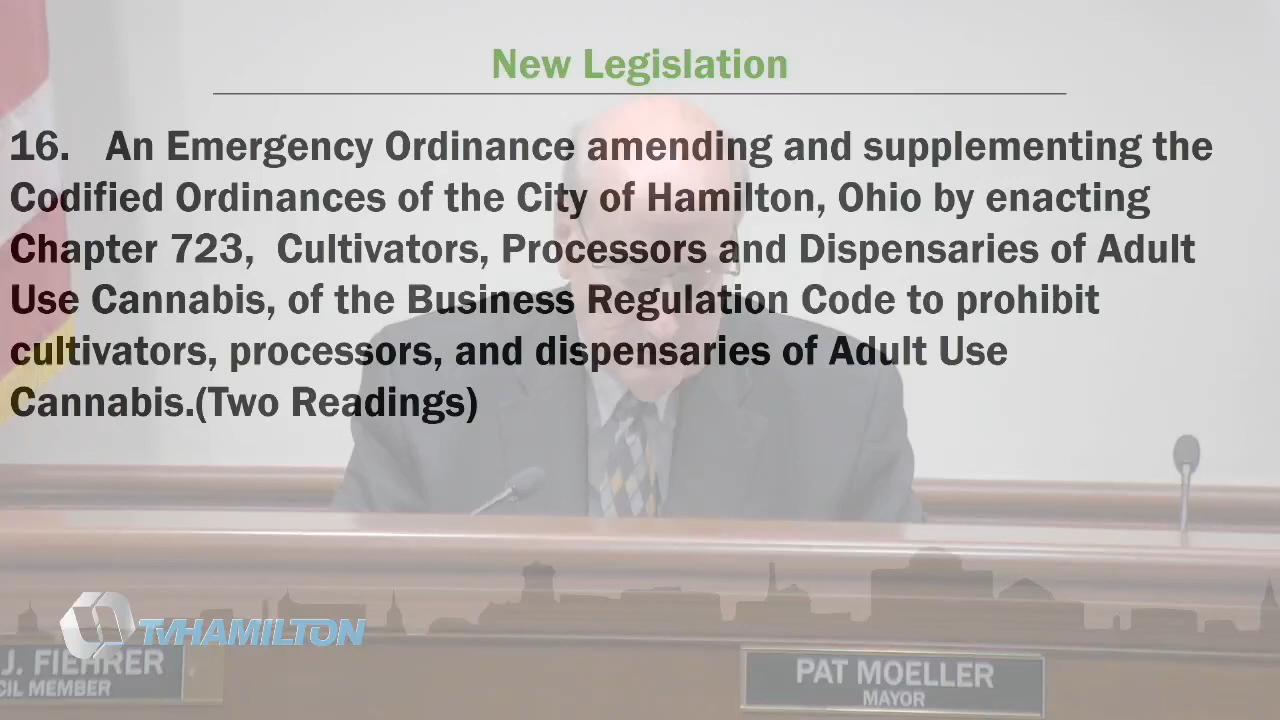 New Legislation
16. An Emergency Ordinance amending and supplementing the
Codified Ordinances of the City of Hamilton, Ohio by enacting
Chapter 723, Cultivators, Processors and Dispensaries of Adult
Use Cannabis, of the Business Regulation Code to prohibit
cultivators, processors, and dispensaries of Adult Use
Cannabis.(Two Readings)
TVHAMILTON
J. FIEHRER
CIL MEMBER
PAT MOELLER
MAYOR